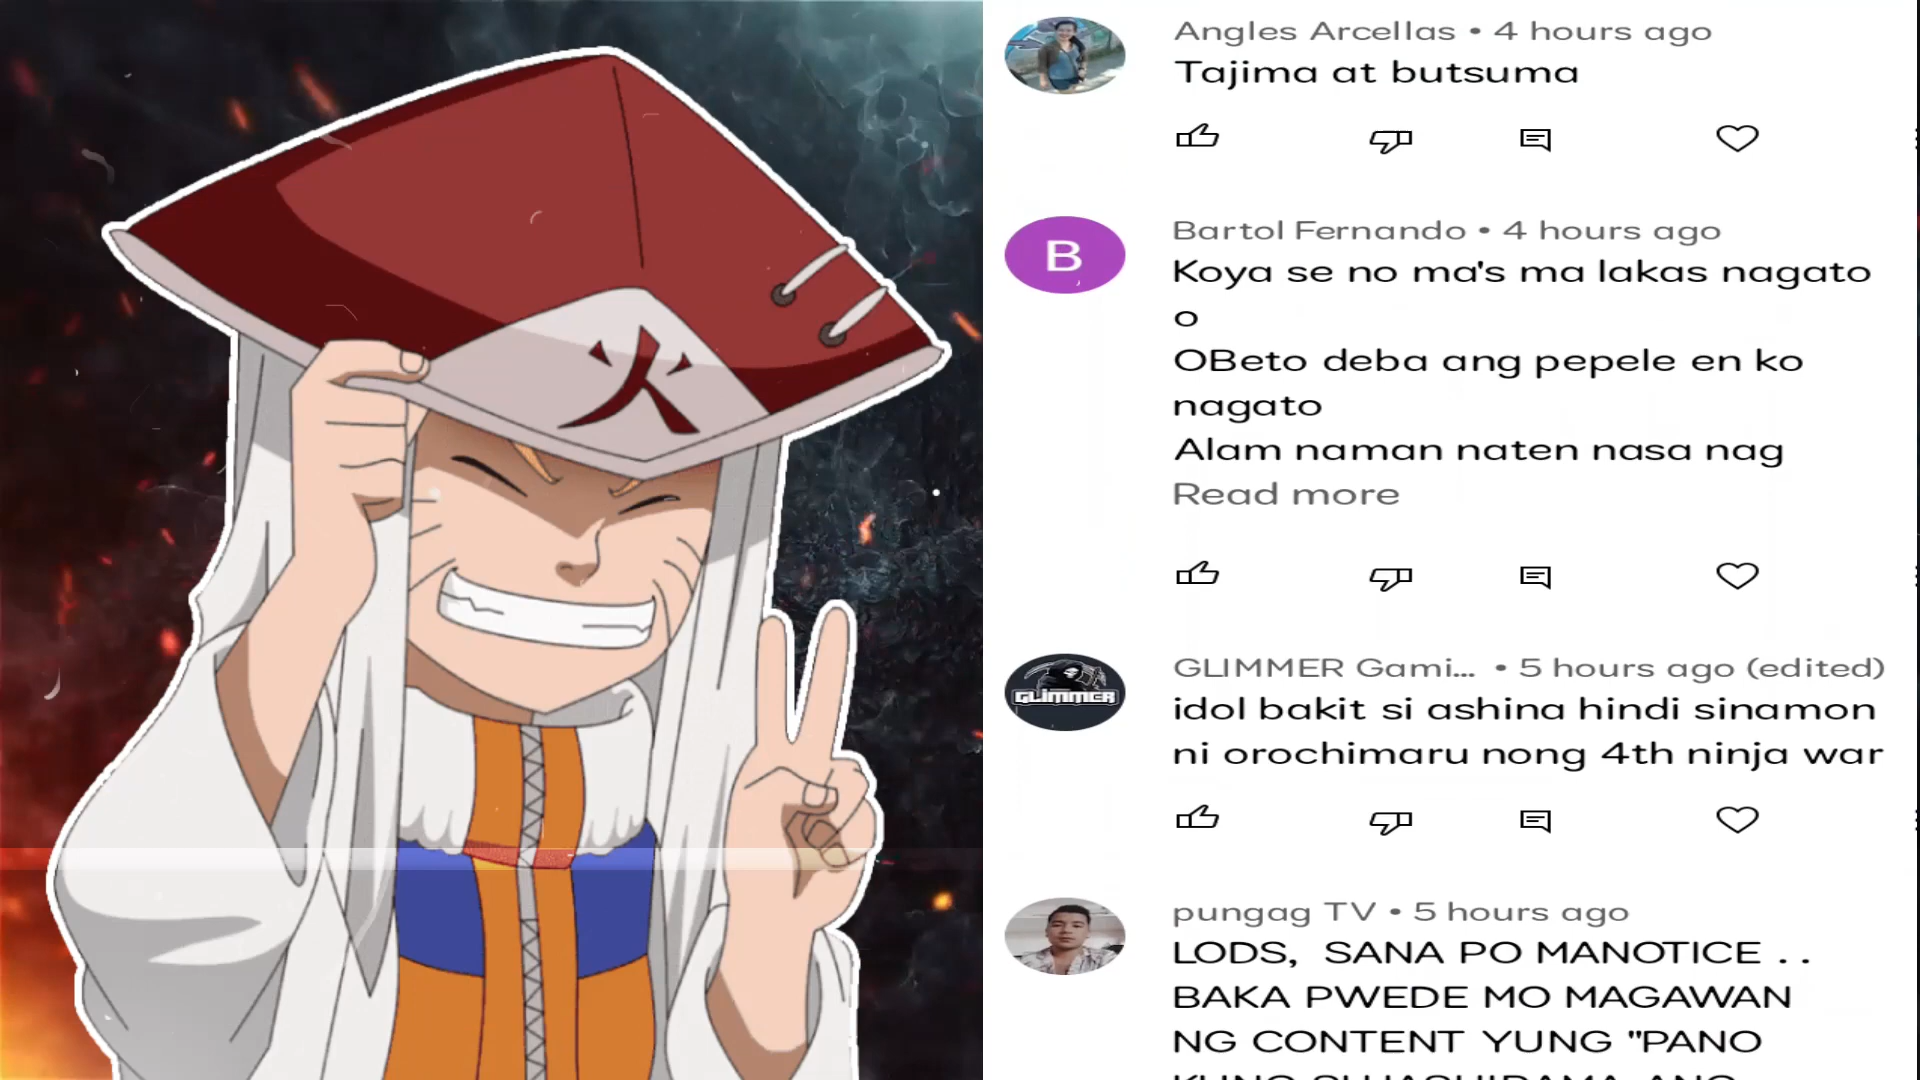 火
Angles Arcellas • 4 hours ago
Tajima at butsuma
B
Bartol Fernando • 4 hours ago
Koya se no ma's ma lakas nagato
o
OBeto deba ang pepele en ko
nagato
Alam naman naten nasa nag
Read more
GLIMMER
GLIMMER Gami... • 5 hours ago (edited)
idol bakit si ashina hindi sinamon
ni orochimaru nong 4th ninja war
pungag TV • 5 hours ago
LODS, SANA PO MANOTICE . .
BAKA PWEDE MO MAGAWAN
NG CONTENT YUNG "PANO